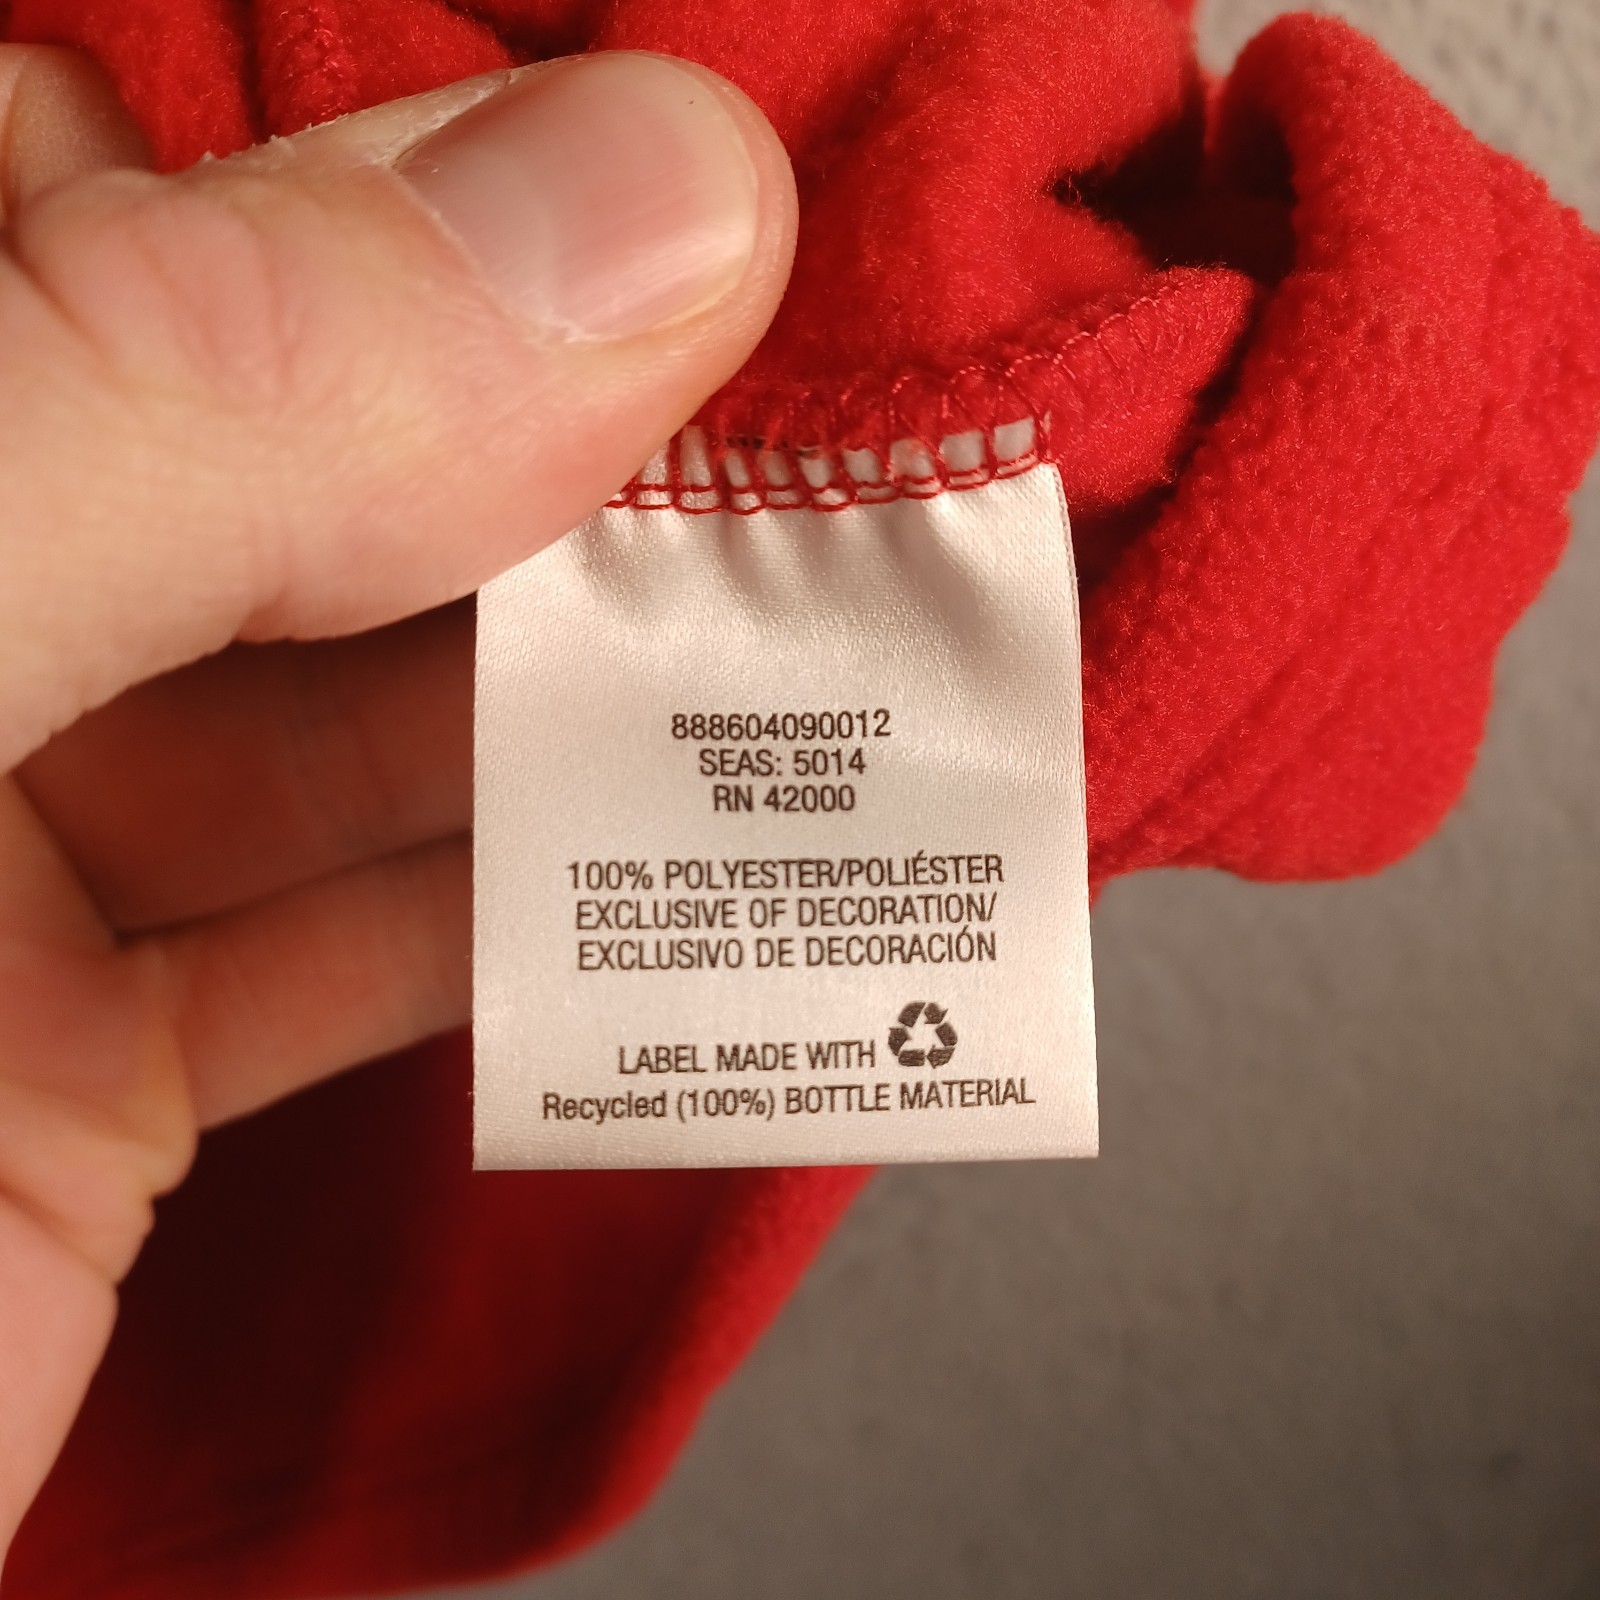 888604090012
SEAS: 5014
RN 42000
100% POLYESTER/POLIÉSTER
EXCLUSIVE OF DECORATION/
EXCLUSIVO DE DECORACIÓN
LABEL MADE WITH
Recycled (100%) BOTTLE MATERIAL